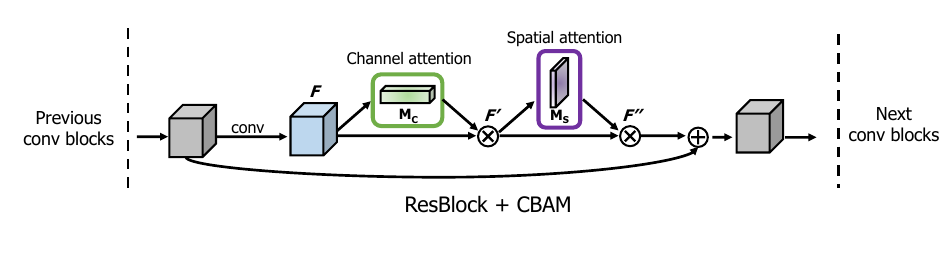 Spatial attention
Channel attention
F
M_C
F′
M_S
F′′
Previous
conv blocks
conv
Next
conv blocks
ResBlock + CBAM